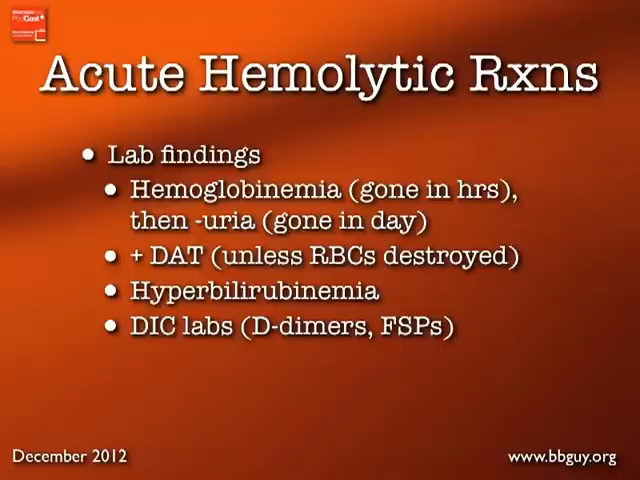 Acute Hemolytic Rxns
• Lab findings
• Hemoglobinemia (gone in hrs),
then -uria (gone in day)
• + DAT (unless RBCs destroyed)
• Hyperbilirubinemia
• DIC labs (D-dimers, FSPs)
December 2012
www.bbguy.org